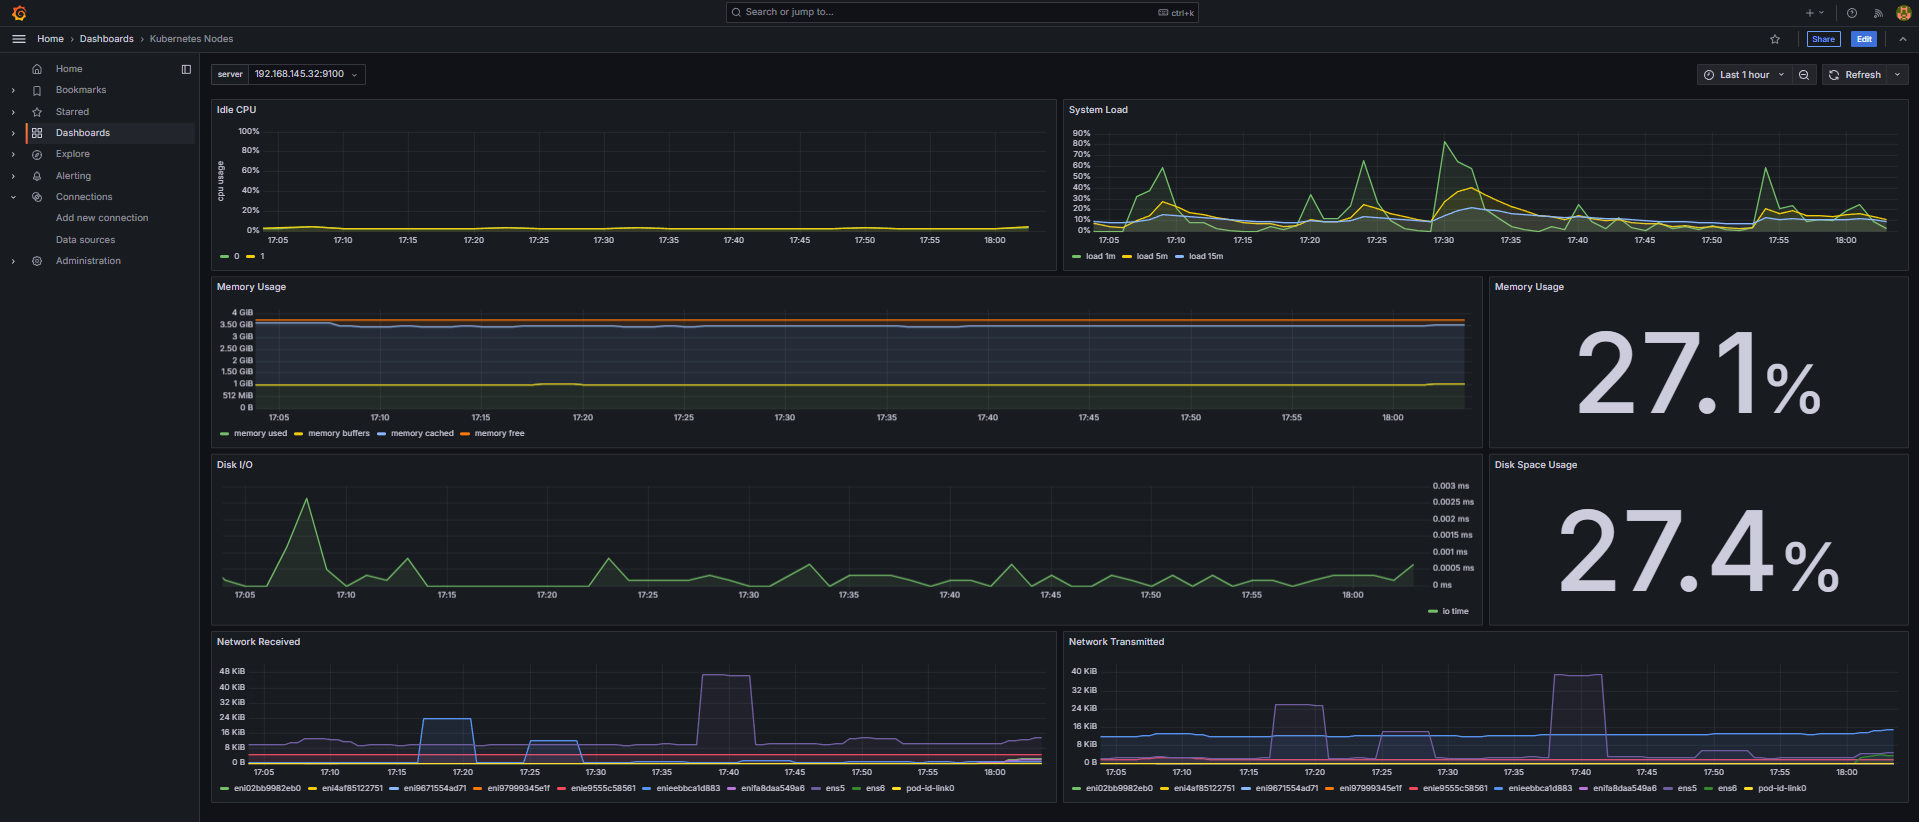 Search or jump to...
ctrl+k
Home › Dashboards › Kubernetes Nodes
Share
Edit
Home
Bookmarks
Starred
Dashboards
Explore
Alerting
Connections
Add new connection
Data sources
Administration
server 192.168.145.32:9100
Last 1 hour
Refresh
Idle CPU
cpu usage
100%
80%
60%
40%
20%
0%
17:05 17:10 17:15 17:20 17:25 17:30 17:35 17:40 17:45 17:50 17:55 18:00
0 1
System Load
90%
80%
70%
60%
50%
40%
30%
20%
10%
0%
17:05 17:10 17:15 17:20 17:25 17:30 17:35 17:40 17:45 17:50 17:55 18:00
load 1m load 5m load 15m
Memory Usage
4 GiB
3.50 GiB
3 GiB
2.50 GiB
2 GiB
1.50 GiB
1 GiB
512 MiB
0 B
17:05 17:10 17:15 17:20 17:25 17:30 17:35 17:40 17:45 17:50 17:55 18:00
memory used memory buffers memory cached memory free
Memory Usage
27.1%
Disk I/O
0.003 ms
0.0025 ms
0.002 ms
0.0015 ms
0.001 ms
0.0005 ms
0 ms
17:05 17:10 17:15 17:20 17:25 17:30 17:35 17:40 17:45 17:50 17:55 18:00
io time
Disk Space Usage
27.4%
Network Received
48 KiB
40 KiB
32 KiB
24 KiB
16 KiB
8 KiB
0 B
17:05 17:10 17:15 17:20 17:25 17:30 17:35 17:40 17:45 17:50 17:55 18:00
eni02bb9982eb0 eni4af85122751 eni9671554ad71 eni97999345e1f enie9555c58561 enieebbca1d883 enifa8daa549a6 ens5 ens6 pod-id-link0
Network Transmitted
40 KiB
32 KiB
24 KiB
16 KiB
8 KiB
0 B
17:05 17:10 17:15 17:20 17:25 17:30 17:35 17:40 17:45 17:50 17:55 18:00
eni02bb9982eb0 eni4af85122751 eni9671554ad71 eni97999345e1f enie9555c58561 enieebbca1d883 enifa8daa549a6 ens5 ens6 pod-id-link0